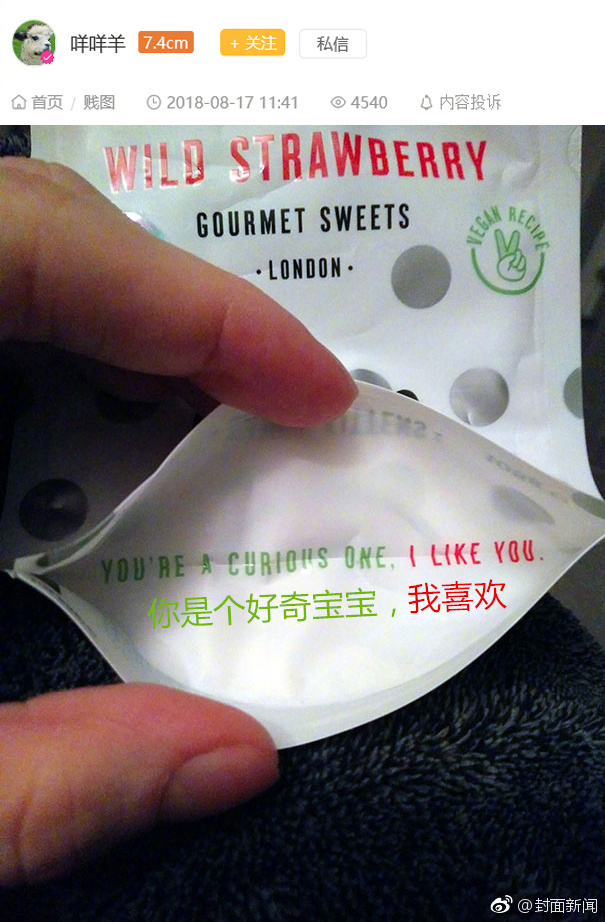 咩咩羊 7.4cm + 关注 私信
首页 / 贱图 2018-08-17 11:41 4540 内容投诉
WILD STRAWBERRY
GOURMET SWEETS
·LONDON·
VEGAN RECIPE
YOU'RE A CURIOUS ONE, I LIKE YOU.
你是个好奇宝宝，我喜欢
@封面新闻